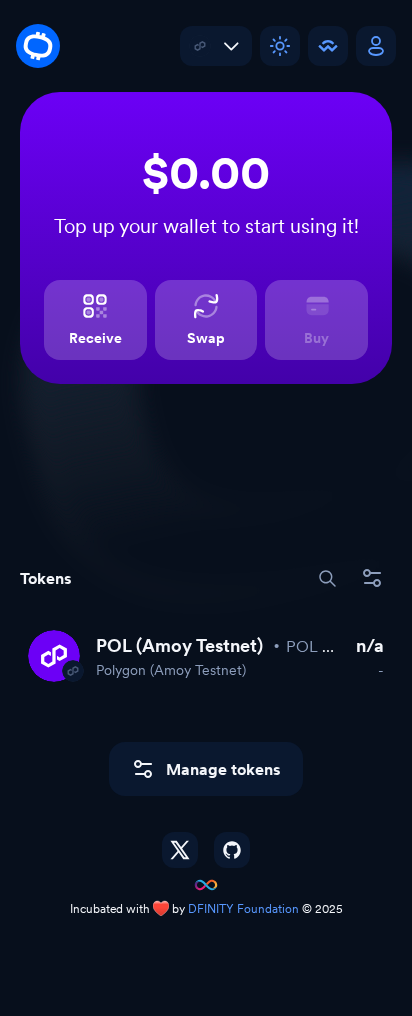 $0.00
Top up your wallet to start using it!
Receive Swap Buy
Tokens
POL (Amoy Testnet) • POL ... n/a
Polygon (Amoy Testnet) -
Manage tokens
Incubated with ❤️ by DFINITY Foundation © 2025